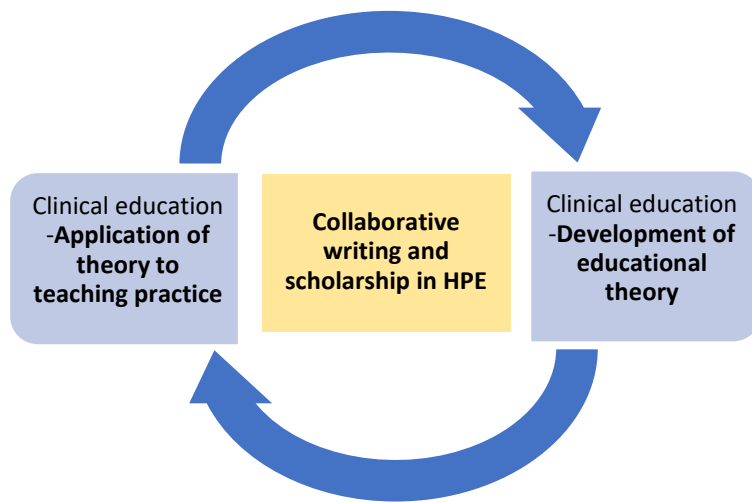 Clinical education
-Application of
theory to
teaching practice
Collaborative
writing and
scholarship in HPE
Clinical education
-Development of
educational
theory